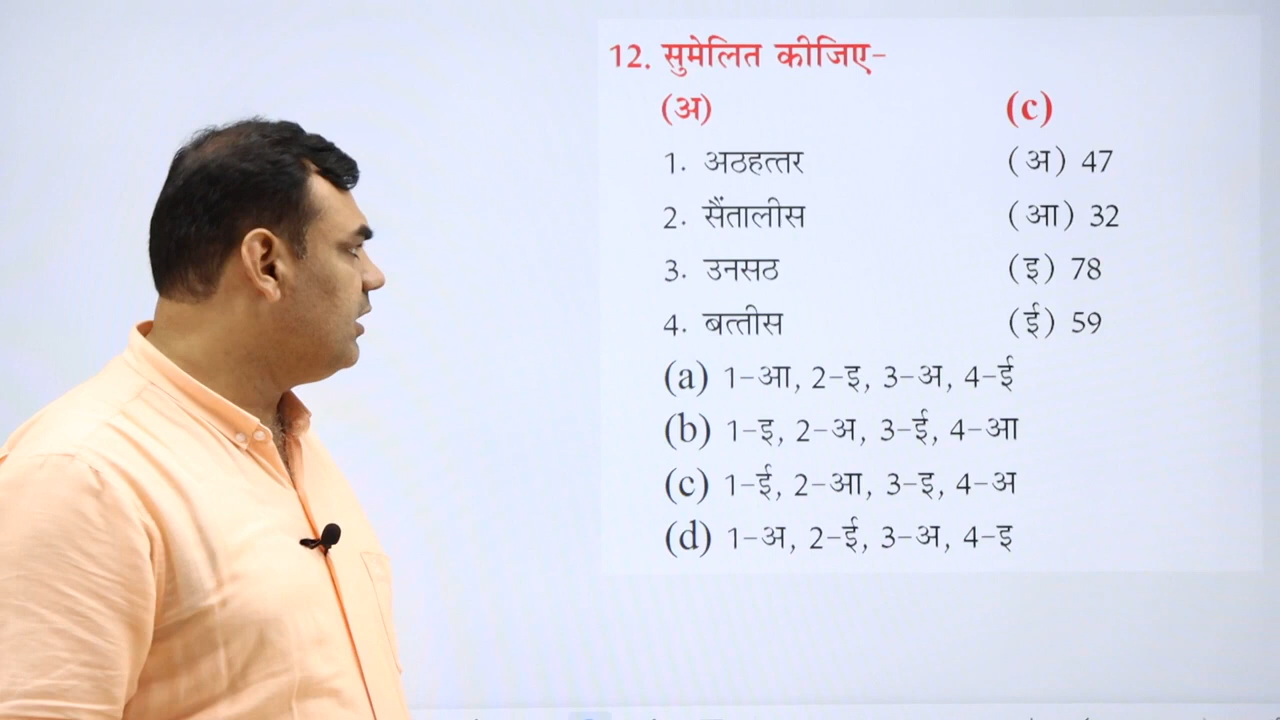 12. सुमेलित कीजिए-
(अ) (c)
1. अठहत्तर (अ) 47
2. सैंतालीस (आ) 32
3. उनसठ (इ) 78
4. बत्तीस (ई) 59
(a) 1-आ, 2-इ, 3-अ, 4-ई
(b) 1-इ, 2-अ, 3-ई, 4-आ
(c) 1-ई, 2-आ, 3-इ, 4-अ
(d) 1-अ, 2-ई, 3-अ, 4-इ